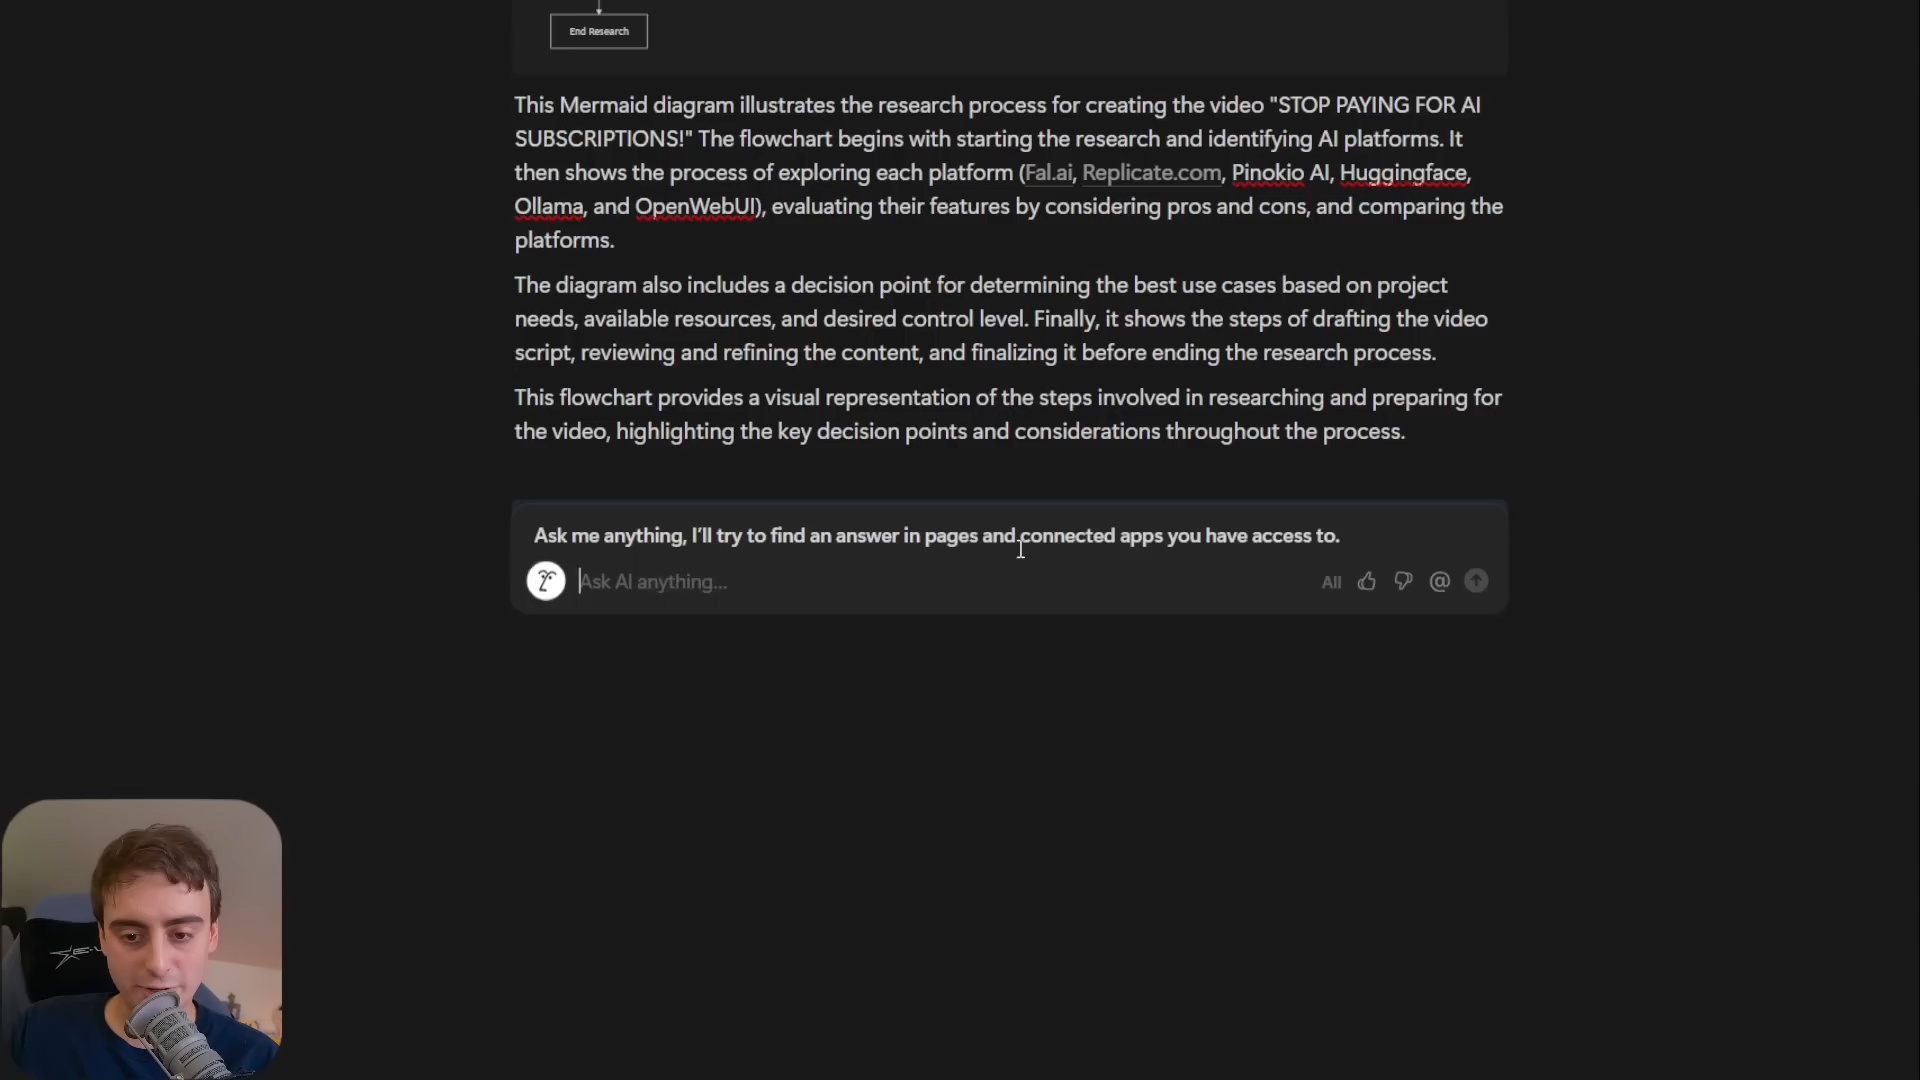 End Research
This Mermaid diagram illustrates the research process for creating the video "STOP PAYING FOR AI
SUBSCRIPTIONS!" The flowchart begins with starting the research and identifying AI platforms. It
then shows the process of exploring each platform (Fal.ai, Replicate.com, Pinokio AI, Huggingface,
Ollama, and OpenWebUI), evaluating their features by considering pros and cons, and comparing the
platforms.
The diagram also includes a decision point for determining the best use cases based on project
needs, available resources, and desired control level. Finally, it shows the steps of drafting the video
script, reviewing and refining the content, and finalizing it before ending the research process.
This flowchart provides a visual representation of the steps involved in researching and preparing for
the video, highlighting the key decision points and considerations throughout the process.
Ask me anything, I'll try to find an answer in pages and connected apps you have access to.
Ask AI anything... All @